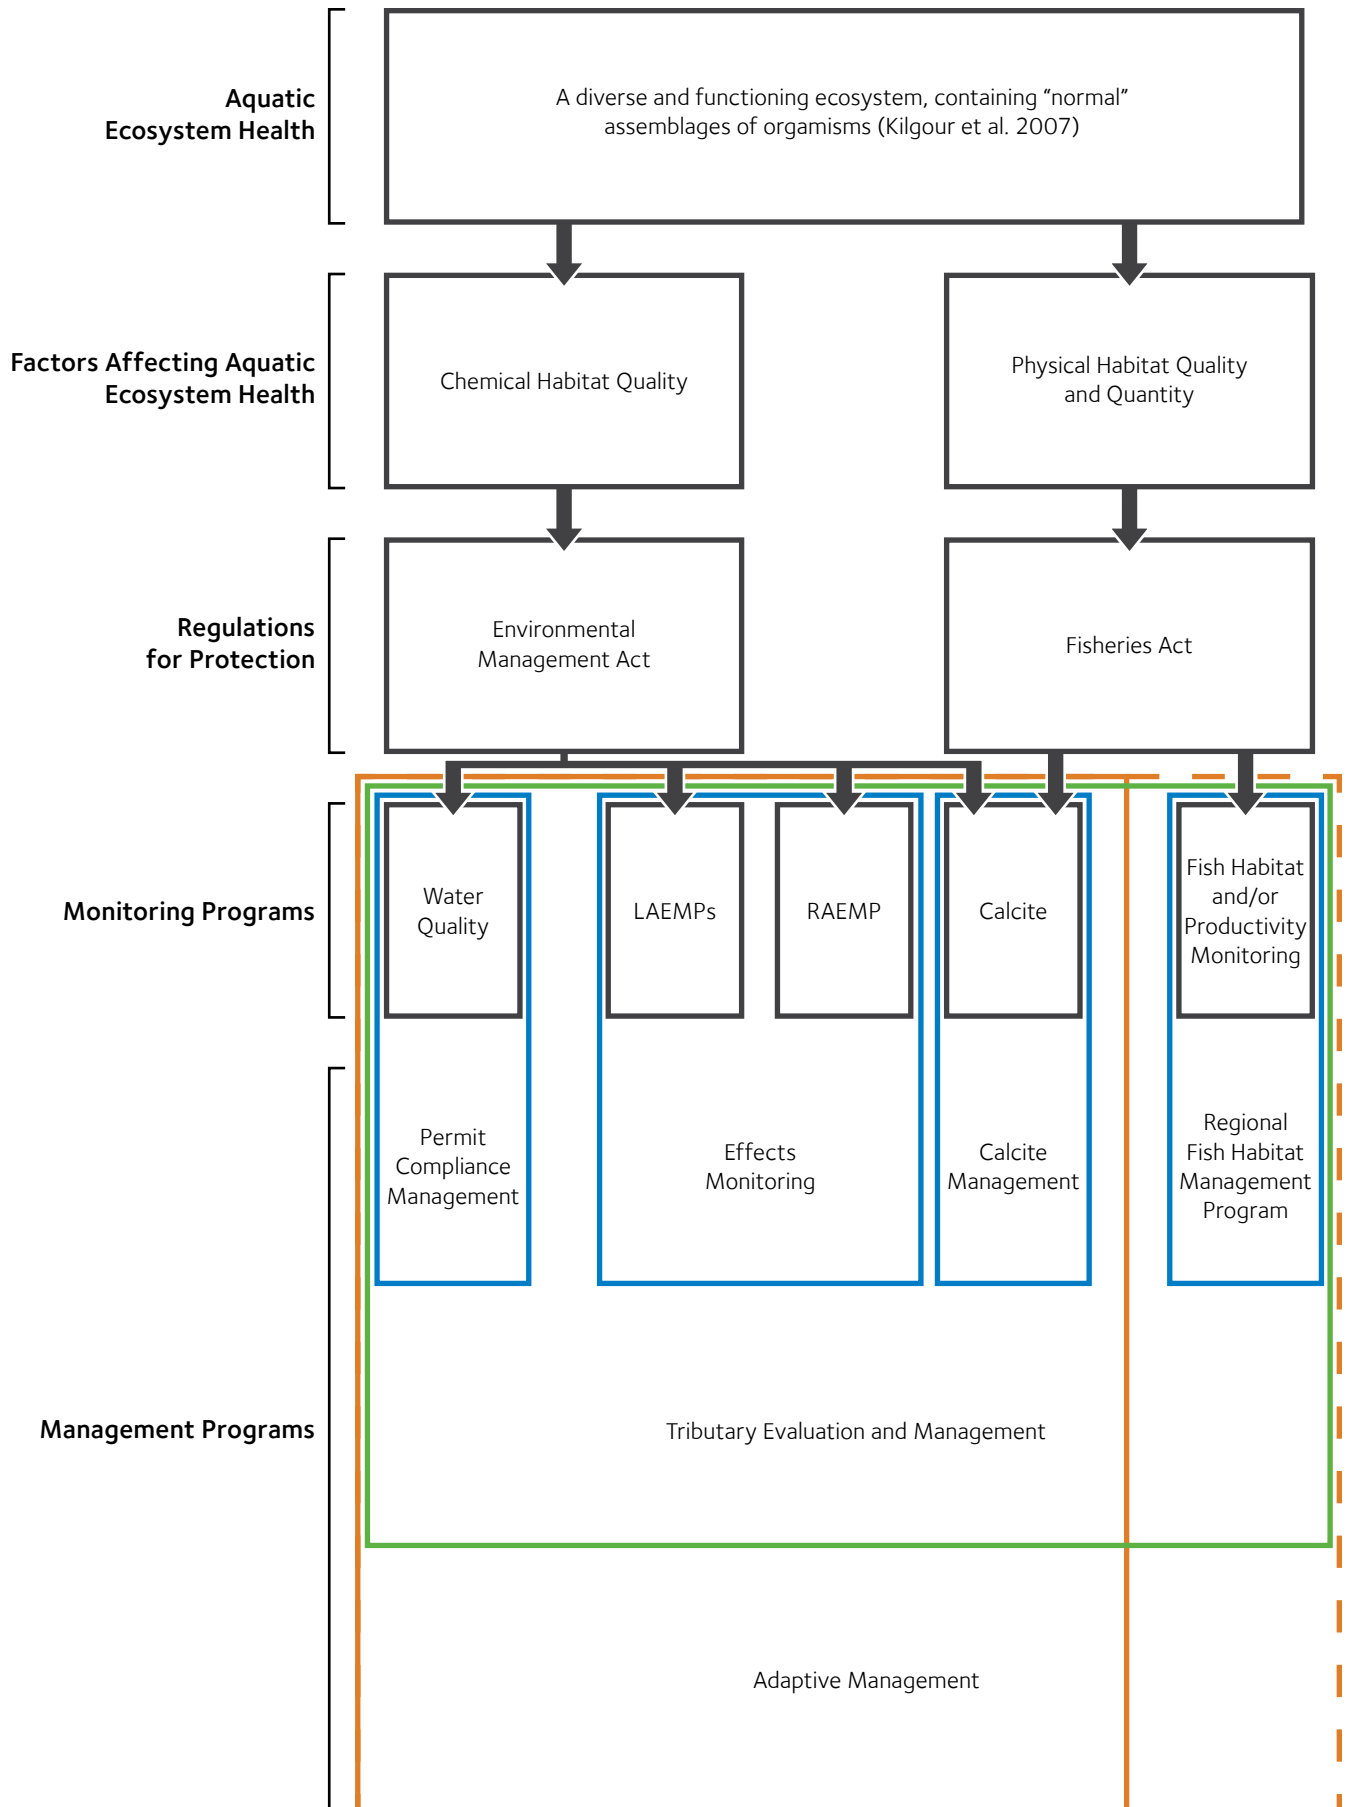 Aquatic
Ecosystem Health
A diverse and functioning ecosystem, containing “normal”
assemblages of orgamisms (Kilgour et al. 2007)
Factors Affecting Aquatic
Ecosystem Health
Chemical Habitat Quality
Physical Habitat Quality
and Quantity
Regulations
for Protection
Environmental
Management Act
Fisheries Act
Monitoring Programs
Water
Quality
LAEMPs
RAEMP
Calcite
Fish Habitat
and/or
Productivity
Monitoring
Management Programs
Permit
Compliance
Management
Effects
Monitoring
Calcite
Management
Regional
Fish Habitat
Management
Program
Tributary Evaluation and Management
Adaptive Management